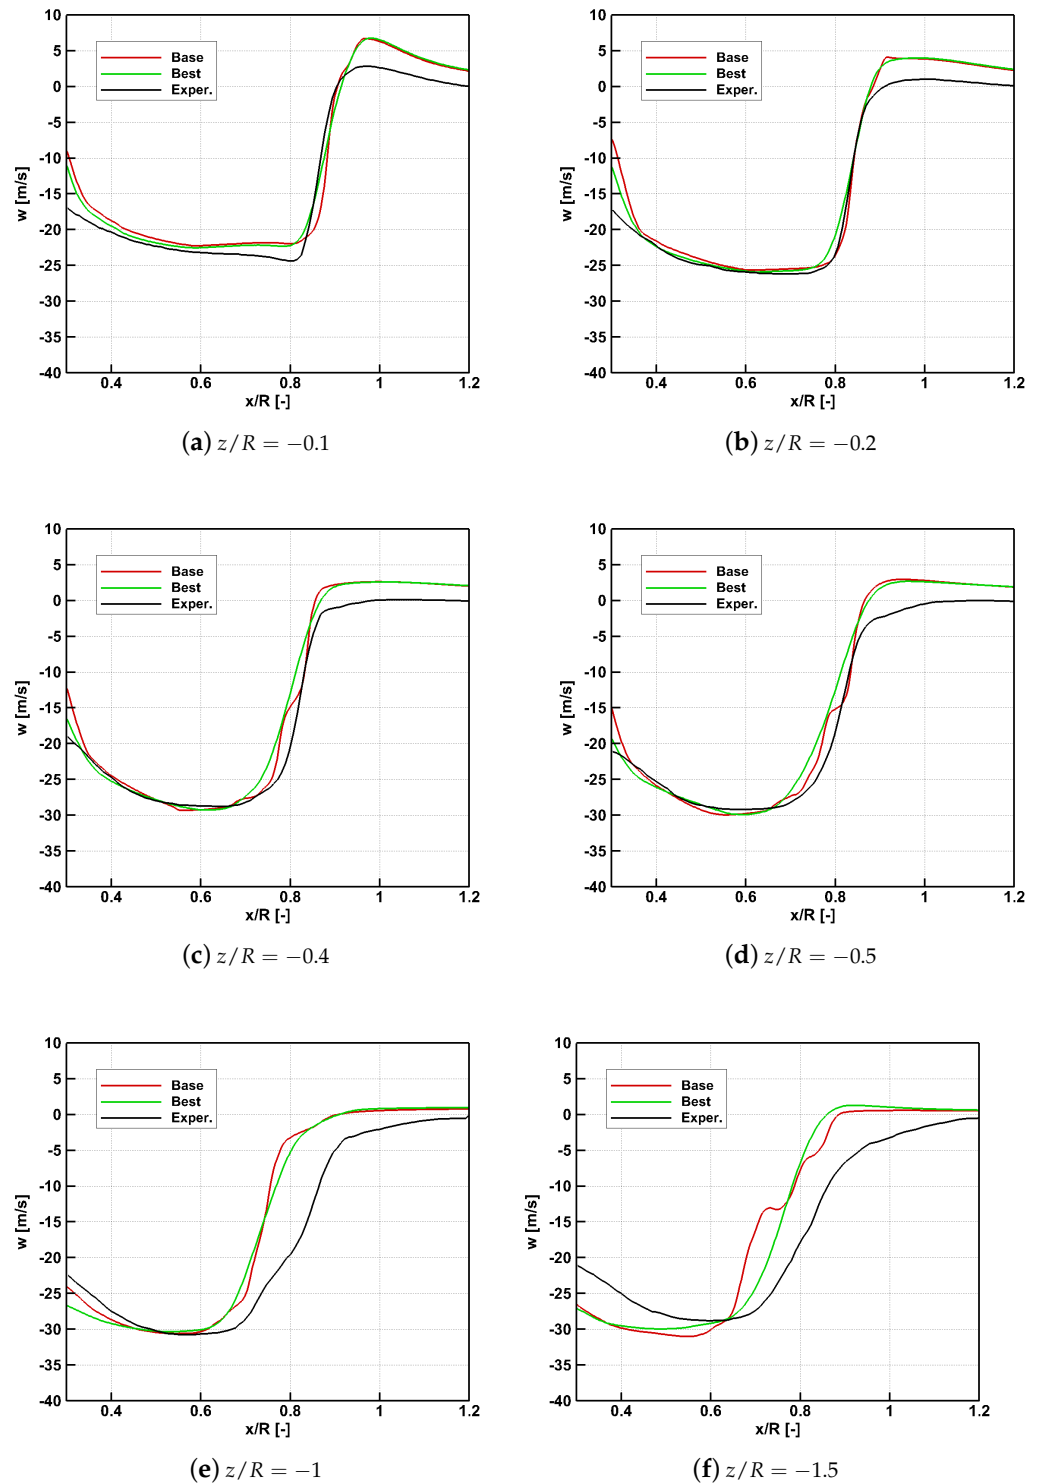 10
5
0
-5
-10
-15
-20
-25
-30
-35
-40
w [m/s]
Base
Best
Exper.
0.4 0.6 0.8 1 1.2
x/R [-]
(a) z/R = −0.1
10
5
0
-5
-10
-15
-20
-25
-30
-35
-40
w [m/s]
Base
Best
Exper.
0.4 0.6 0.8 1 1.2
x/R [-]
(b) z/R = −0.2
10
5
0
-5
-10
-15
-20
-25
-30
-35
-40
w [m/s]
Base
Best
Exper.
0.4 0.6 0.8 1 1.2
x/R [-]
(c) z/R = −0.4
10
5
0
-5
-10
-15
-20
-25
-30
-35
-40
w [m/s]
Base
Best
Exper.
0.4 0.6 0.8 1 1.2
x/R [-]
(d) z/R = −0.5
10
5
0
-5
-10
-15
-20
-25
-30
-35
-40
w [m/s]
Base
Best
Exper.
0.4 0.6 0.8 1 1.2
x/R [-]
(e) z/R = −1
10
5
0
-5
-10
-15
-20
-25
-30
-35
-40
w [m/s]
Base
Best
Exper.
0.4 0.6 0.8 1 1.2
x/R [-]
(f) z/R = −1.5